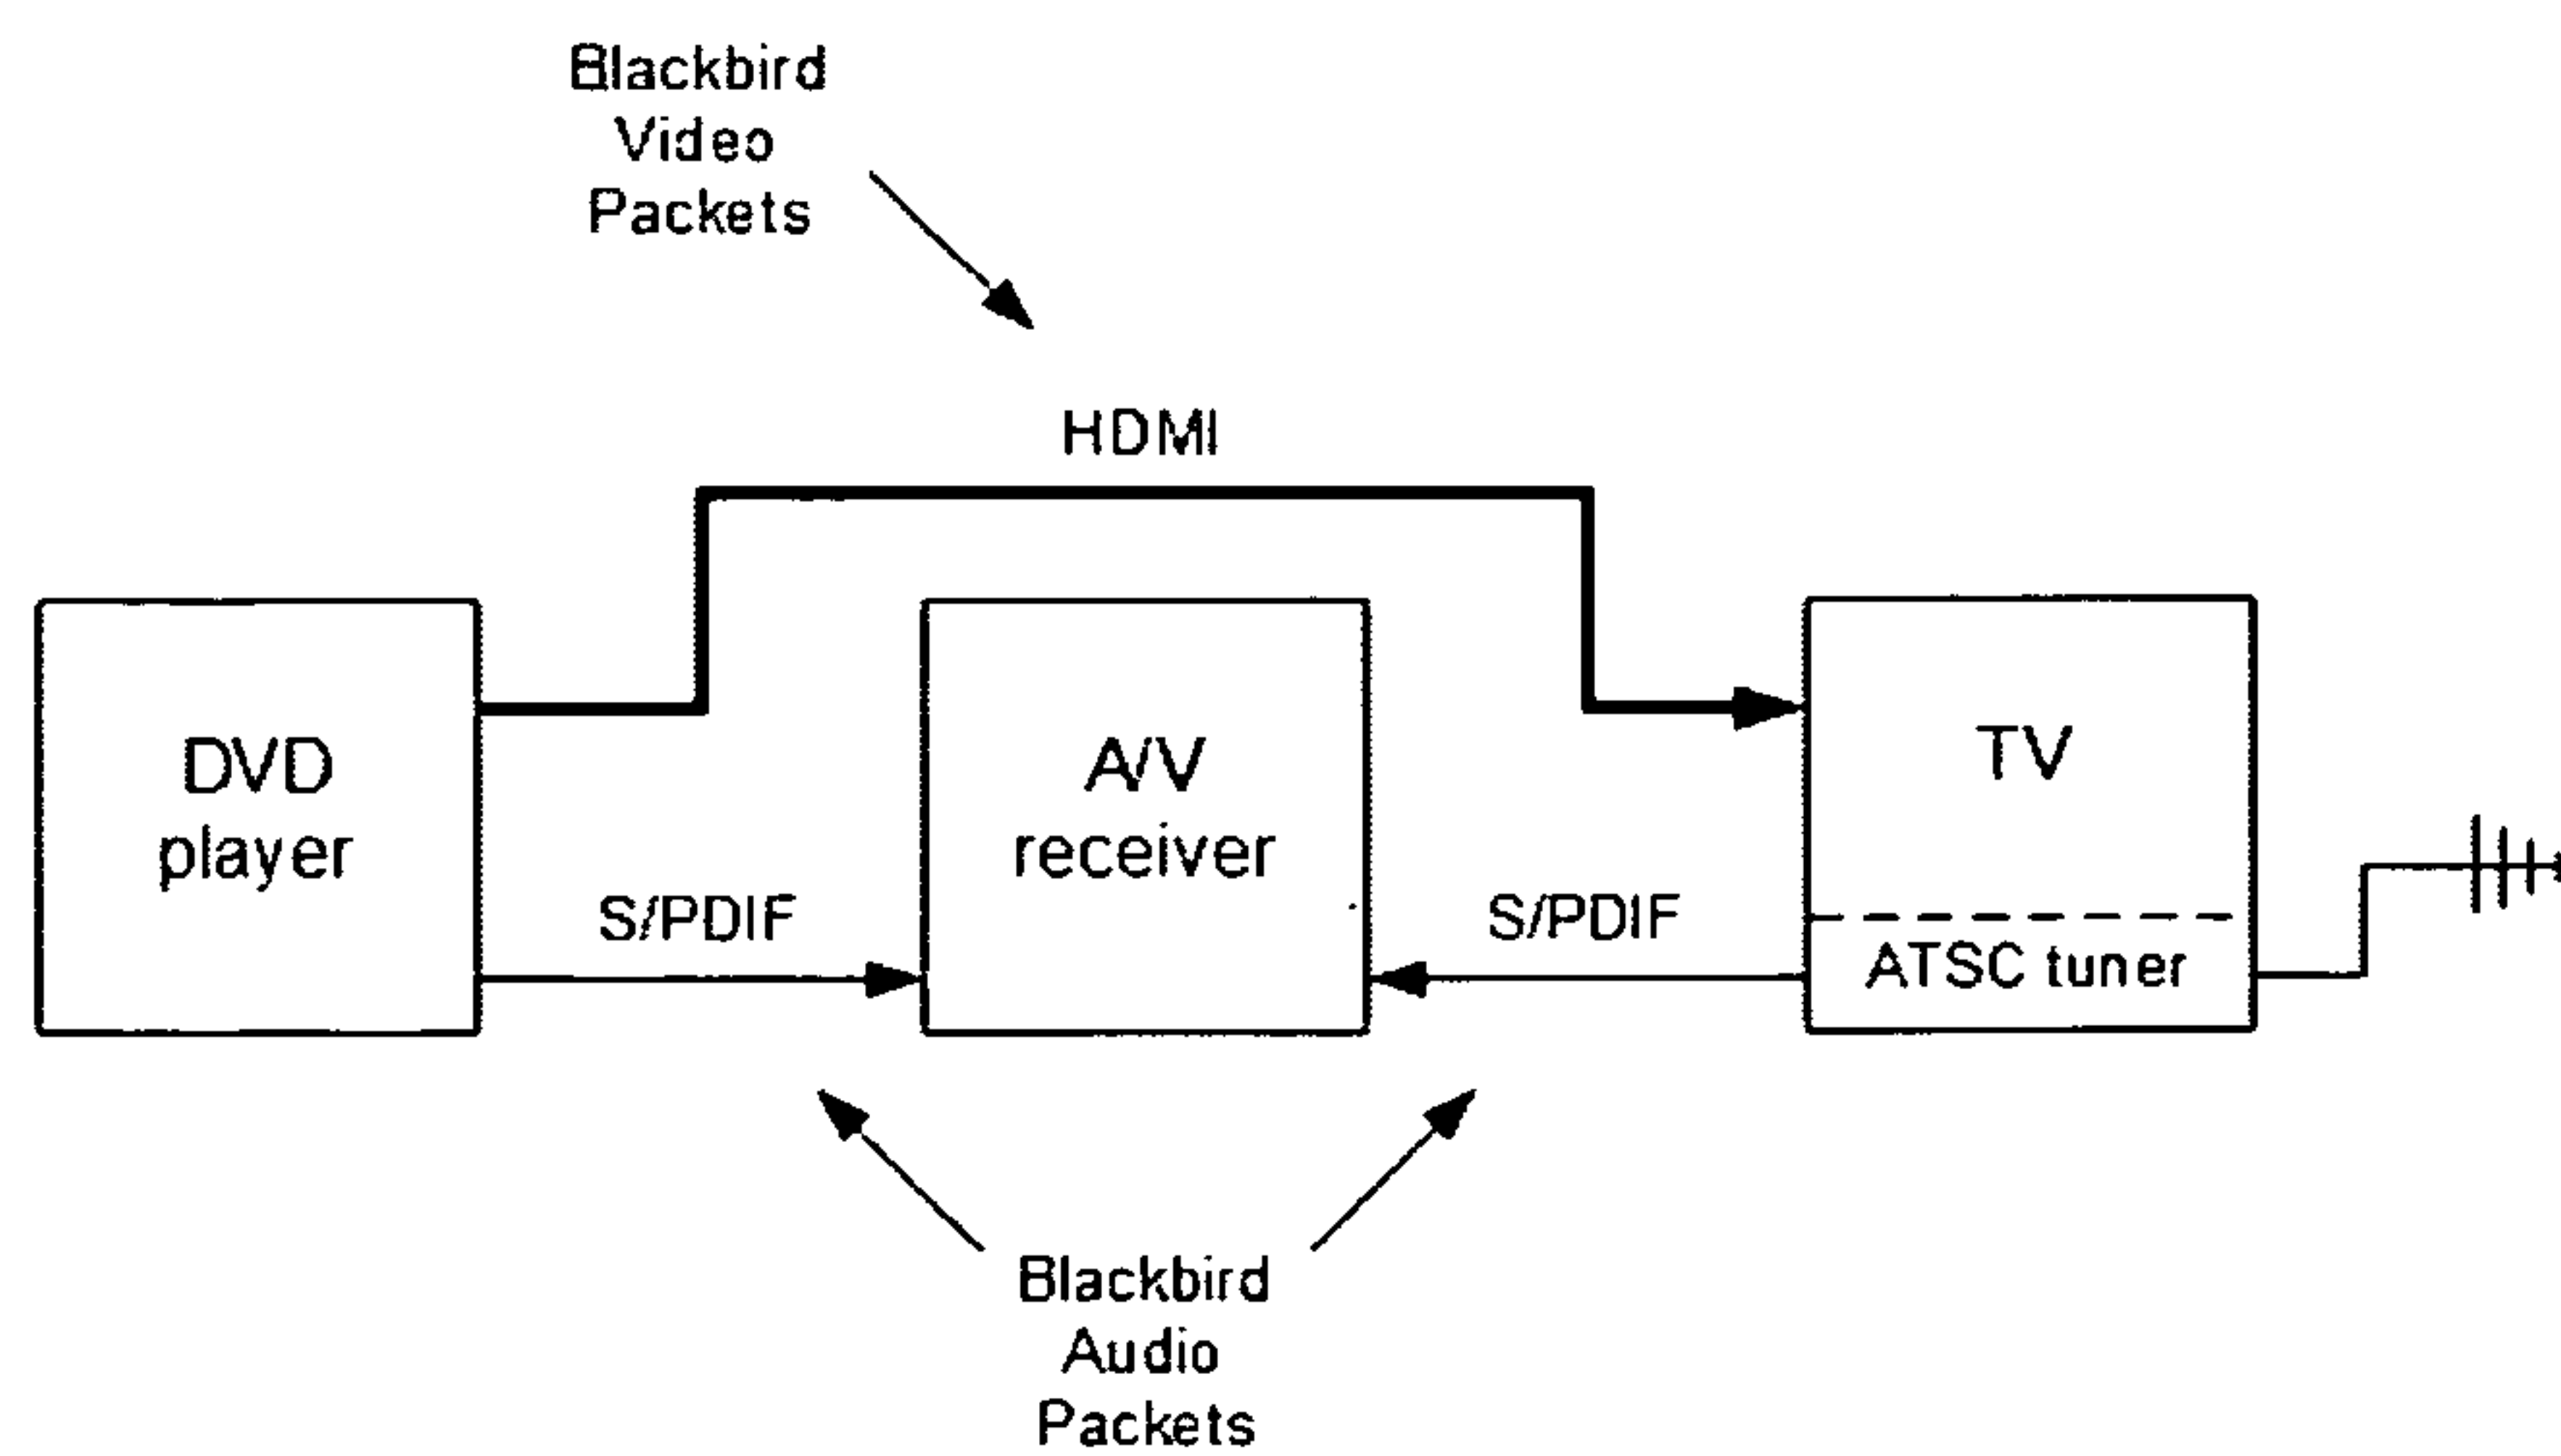 Blackbird
Video
Packets
HDMI
DVD
player
A/V
receiver
TV
S/PDIF
S/PDIF
ATSC tuner
Blackbird
Audio
Packets